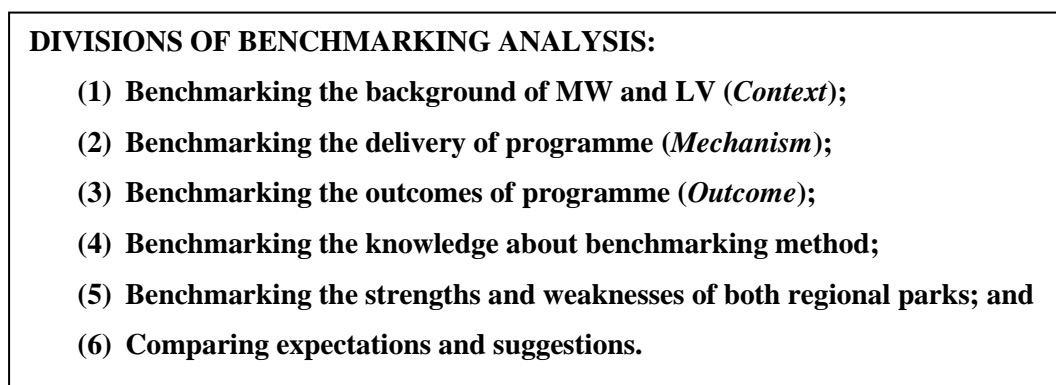 DIVISIONS OF BENCHMARKING ANALYSIS:
(1) Benchmarking the background of MW and LV (Context);
(2) Benchmarking the delivery of programme (Mechanism);
(3) Benchmarking the outcomes of programme (Outcome);
(4) Benchmarking the knowledge about benchmarking method;
(5) Benchmarking the strengths and weaknesses of both regional parks; and
(6) Comparing expectations and suggestions.